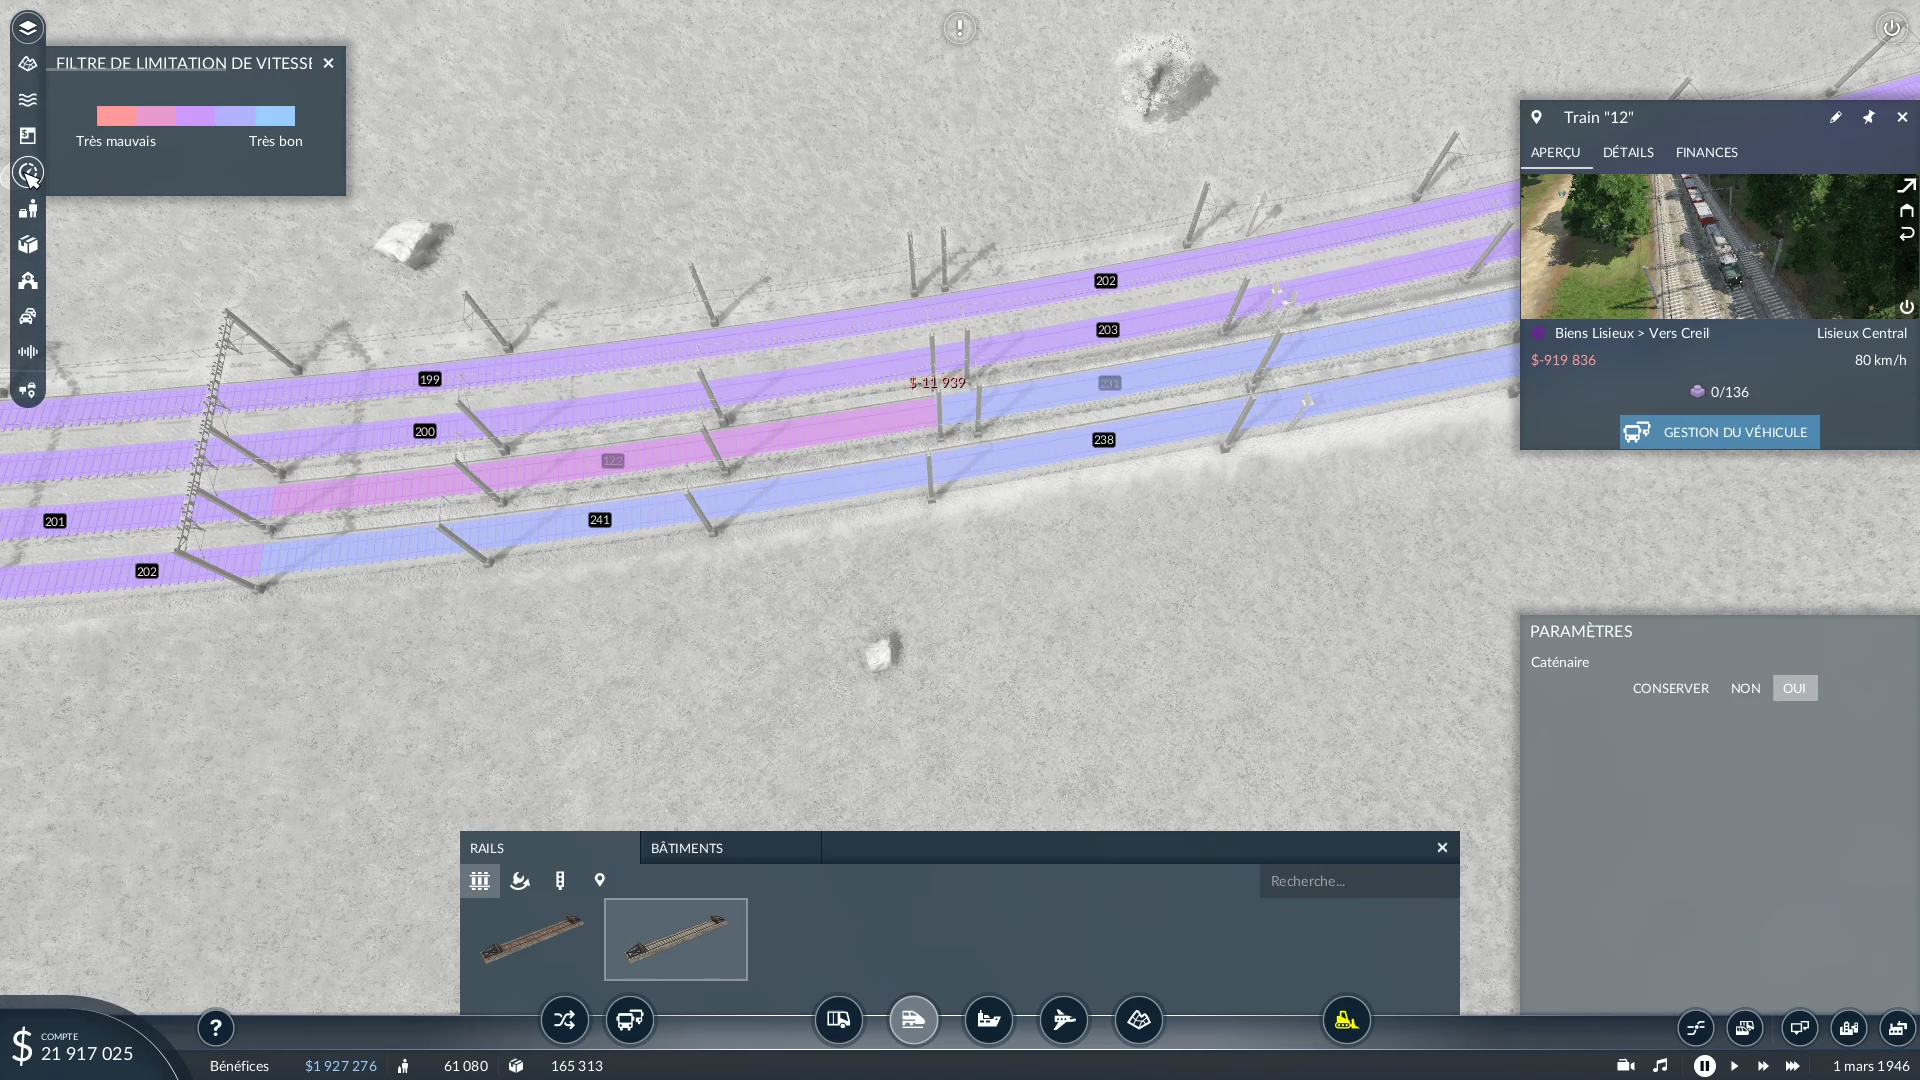 FILTRE DE LIMITATION DE VITESSE
Très mauvais
Très bon
Train "12"
APERÇU
DÉTAILS
FINANCES
Biens Lisieux > Vers Creil
Lisieux Central
$-919 836
80 km/h
0/136
GESTION DU VÉHICULE
202
203
199
$-11 939
231
200
238
122
201
241
202
PARAMÈTRES
Caténaire
CONSERVER
NON
OUI
RAILS
BÂTIMENTS
Recherche...
COMPTE
$ 21 917 025
?
Bénéfices
$1 927 276
61 080
165 313
1 mars 1946